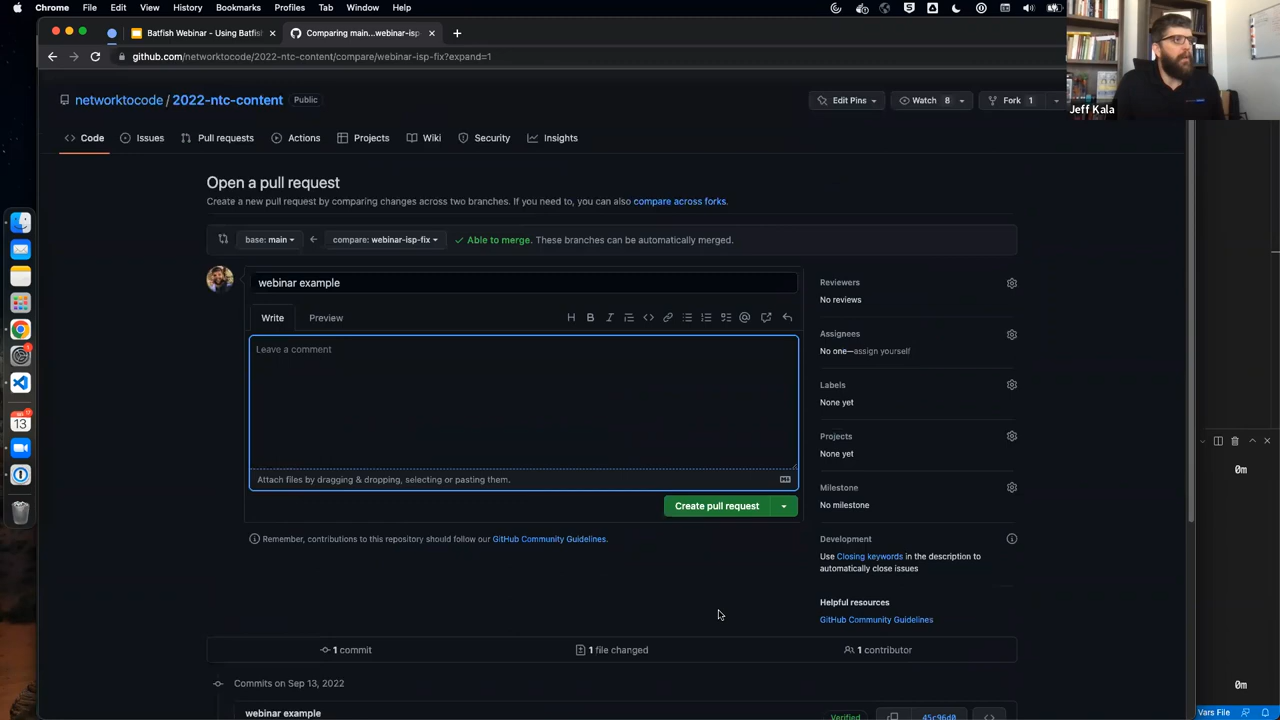 Chrome File Edit View History Bookmarks Profiles Tab Window Help
Batfish Webinar - Using Batfis
Comparing main...webinar-isp-
github.com/networktocode/2022-ntc-content/compare/webinar-isp-fix?expand=1
Jeff Kala
networktocode / 2022-ntc-content Public
Edit Pins Watch 8 Fork 1
Code Issues Pull requests Actions Projects Wiki Security Insights
Open a pull request
Create a new pull request by comparing changes across two branches. If you need to, you can also compare across forks.
base: main compare: webinar-isp-fix Able to merge. These branches can be automatically merged.
webinar example
Write Preview
Leave a comment
Attach files by dragging & dropping, selecting or pasting them.
Create pull request
Remember, contributions to this repository should follow our GitHub Community Guidelines.
Reviewers
No reviews
Assignees
No one—assign yourself
Labels
None yet
Projects
None yet
Milestone
No milestone
Development
Use Closing keywords in the description to
automatically close issues
Helpful resources
GitHub Community Guidelines
1 commit 1 file changed 1 contributor
Commits on Sep 13, 2022
webinar example
Verified 45c96d0
13
0m
0m
Vars File